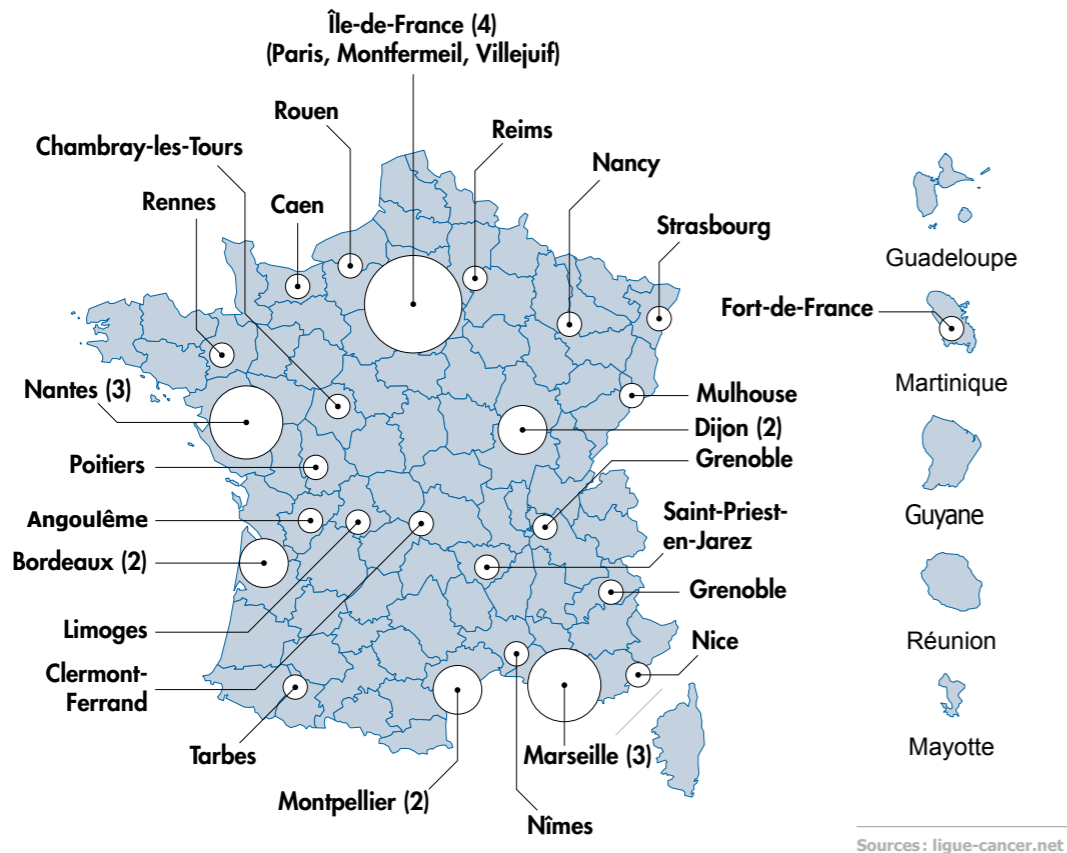 Île-de-France (4)
(Paris, Montfermeil, Villejuif)
Rouen
Reims
Chambray-les-Tours
Nancy
Rennes
Caen
Strasbourg
Guadeloupe
Fort-de-France
Martinique
Nantes (3)
Mulhouse
Dijon (2)
Grenoble
Poitiers
Angoulême
Saint-Priest-
en-Jarez
Guyane
Bordeaux (2)
Grenoble
Limoges
Nice
Réunion
Clermont-
Ferrand
Tarbes
Marseille (3)
Mayotte
Montpellier (2)
Nîmes
Sources : ligue-cancer.net